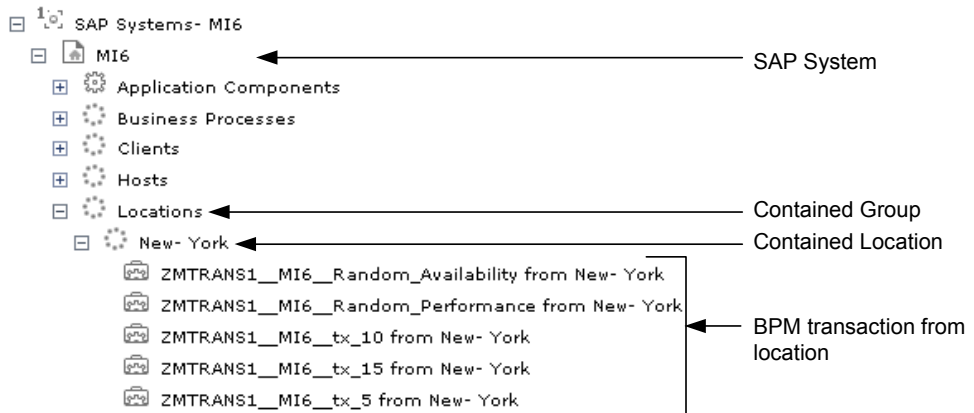 SAP Systems- MI6
MI6
SAP System
Application Components
Business Processes
Clients
Hosts
Locations
Contained Group
New- York
Contained Location
ZMTRANS1__MI6__Random_Availability from New- York
ZMTRANS1__MI6__Random_Performance from New- York
ZMTRANS1__MI6__tx_10 from New- York
ZMTRANS1__MI6__tx_15 from New- York
ZMTRANS1__MI6__tx_5 from New- York
BPM transaction from
location